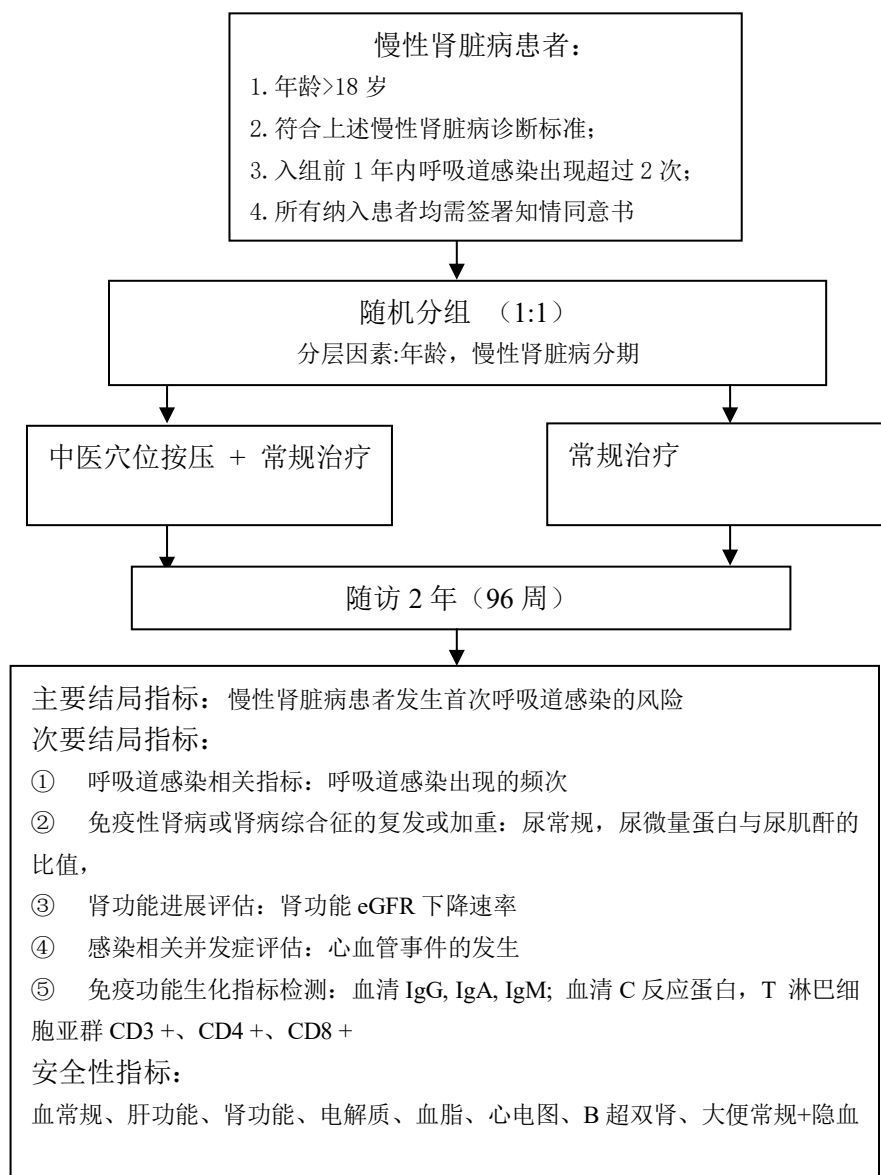 慢性肾脏病患者：
1. 年龄>18 岁
2. 符合上述慢性肾脏病诊断标准；
3. 入组前 1 年内呼吸道感染出现超过 2 次；
4. 所有纳入患者均需签署知情同意书
随机分组 （1:1）
分层因素:年龄，慢性肾脏病分期
中医穴位按压 + 常规治疗
常规治疗
随访 2 年（96 周）
主要结局指标：慢性肾脏病患者发生首次呼吸道感染的风险
次要结局指标：
① 呼吸道感染相关指标：呼吸道感染出现的频次
② 免疫性肾病或肾病综合征的复发或加重：尿常规，尿微量蛋白与尿肌酐的
比值，
③ 肾功能进展评估：肾功能 eGFR 下降速率
④ 感染相关并发症评估：心血管事件的发生
⑤ 免疫功能生化指标检测：血清 IgG, IgA, IgM; 血清 C 反应蛋白，T 淋巴细
胞亚群 CD3 +、CD4 +、CD8 +
安全性指标：
血常规、肝功能、肾功能、电解质、血脂、心电图、B 超双肾、大便常规+隐血